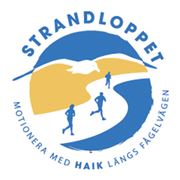 STRANDLOPPET
MOTIONERA MED HAIK LÄNGS FÅGELVÄGEN